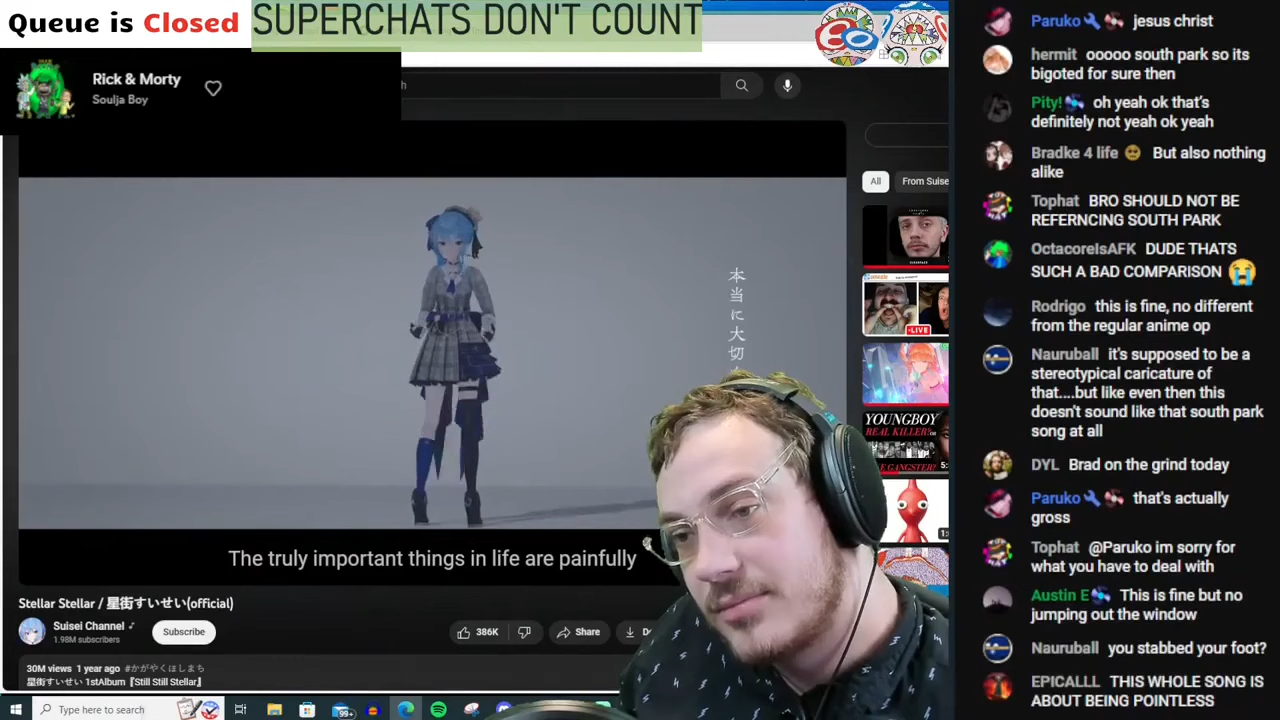 Queue is Closed
SUPERCHATS DON'T COUNT
Rick & Morty
Soulja Boy
All
From Suise
本当に大切
The truly important things in life are painfully
LIVE
YOUNGBOY
REAL KILLER?
GANGSTER?
Stellar Stellar / 星街すいせい(official)
Suisei Channel
1.98M subscribers
Subscribe
386K
Share
30M views 1 year ago #かがやくほしまち
星街すいせい 1stAlbum『Still Still Stellar』
Type here to search
99+
Paruko jesus christ
hermit ooooo south park so its
bigoted for sure then
Pity! oh yeah ok that's
definitely not yeah ok yeah
Bradke 4 life But also nothing
alike
Tophat BRO SHOULD NOT BE
REFERNCING SOUTH PARK
OctacoreIsAFK DUDE THATS
SUCH A BAD COMPARISON
Rodrigo this is fine, no different
from the regular anime op
Nauruball it's supposed to be a
stereotypical caricature of
that....but like even then this
doesn't sound like that south park
song at all
DYL Brad on the grind today
Paruko that's actually
gross
Tophat @Paruko im sorry for
what you have to deal with
Austin E This is fine but no
jumping out the window
Nauruball you stabbed your foot?
EPICALLL THIS WHOLE SONG IS
ABOUT BEING POINTLESS